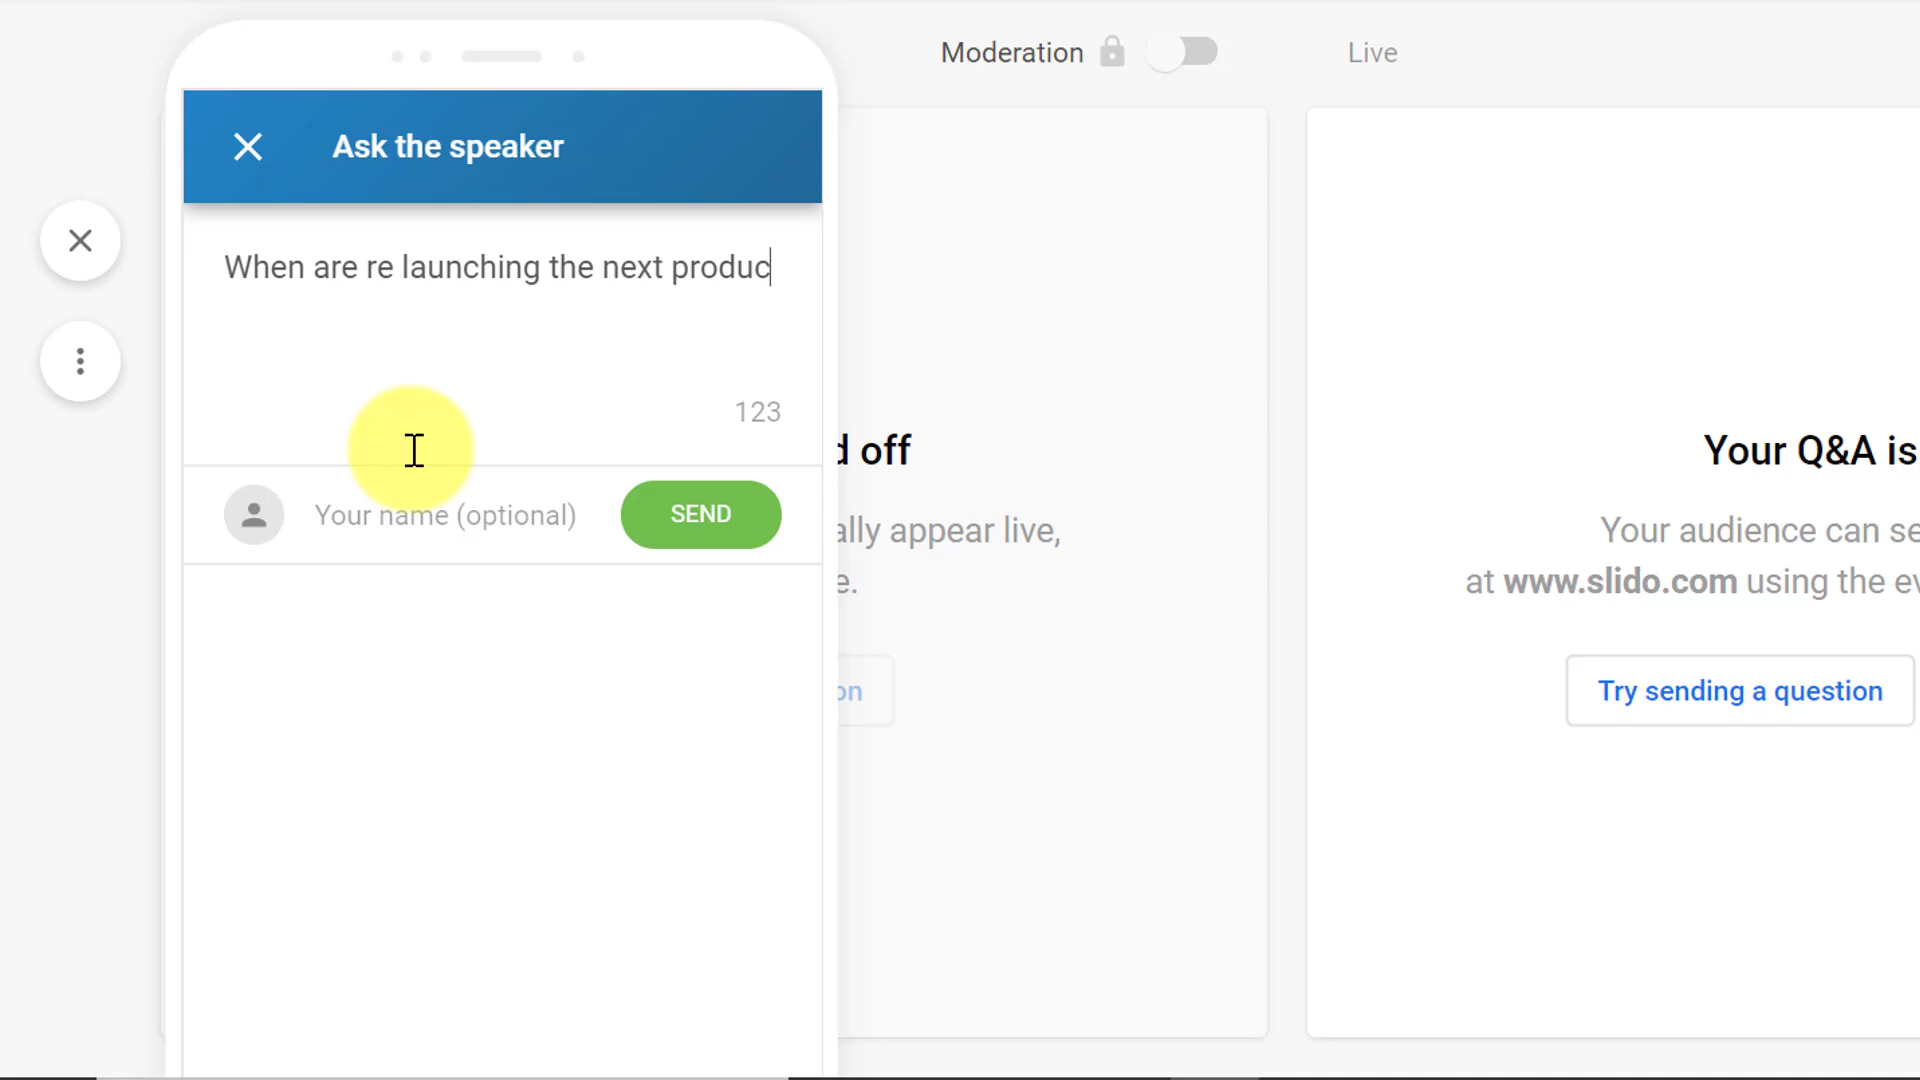 Moderation
Live
Ask the speaker
When are re launching the next produc
123
Your name (optional)
SEND
d off
ally appear live,
e.
on
Your Q&A is
Your audience can se
at www.slido.com using the ev
Try sending a question